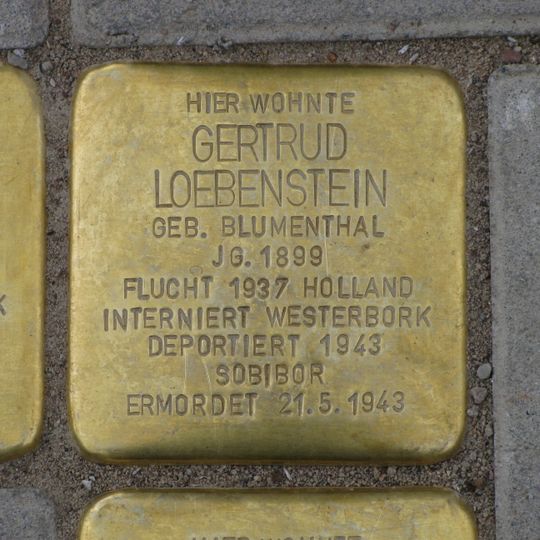 HIER WOHNTE
GERTRUD
LOEBENSTEIN
GEB. BLUMENTHAL
JG. 1899
FLUCHT 1937 HOLLAND
INTERNIERT WESTERBORK
DEPORTIERT 1943
SOBIBOR
ERMORDET 21.5.1943